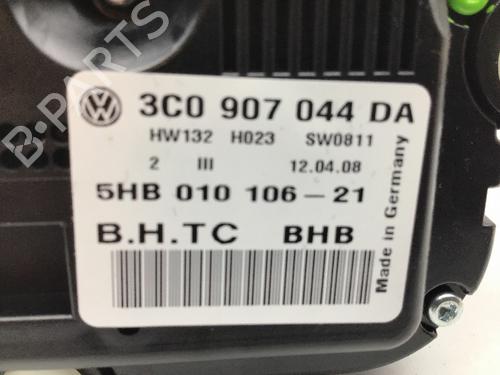 B-PARTS
3C0 907 044 DA
HW132 H023 SW0811
2 III 12.04.08
5HB 010 106-21
B.H.TC BHB
Made in Germany